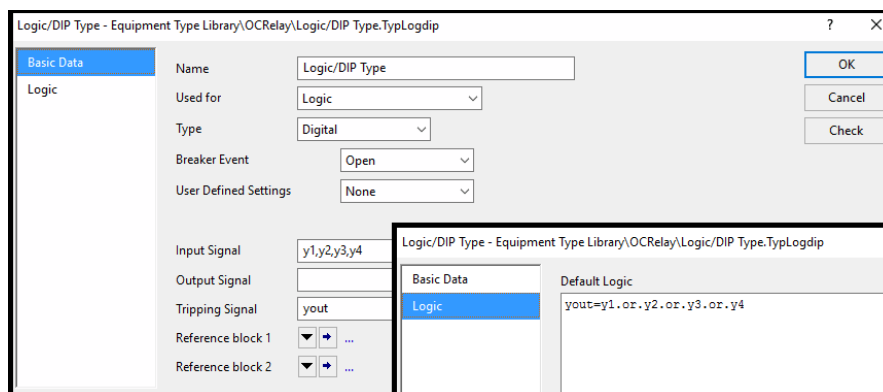 Logic/DIP Type - Equipment Type Library\OCRelay\Logic/DIP Type.TypLogdip ? X
Basic Data
Logic
Name Logic/DIP Type
Used for Logic
Type Digital
Breaker Event Open
User Defined Settings None
Input Signal y1,y2,y3,y4
Output Signal
Tripping Signal yout
Reference block 1 ...
Reference block 2 ...
OK
Cancel
Check
Logic/DIP Type - Equipment Type Library\OCRelay\Logic/DIP Type.TypLogdip
Basic Data
Logic
Default Logic
yout=y1.or.y2.or.y3.or.y4